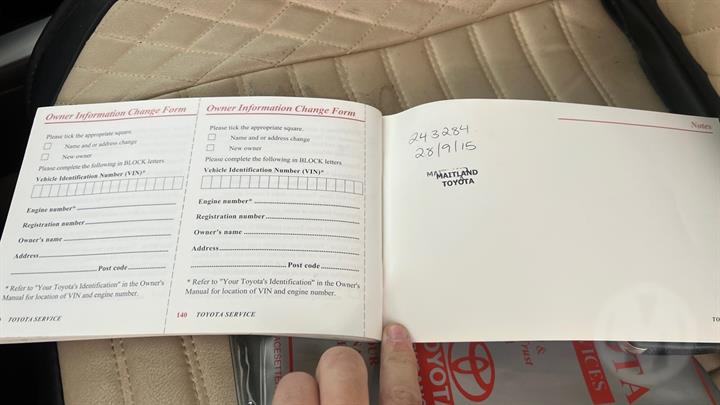 Owner Information Change Form
Please tick the appropriate square.
Name and or address change
New owner
Please complete the following in BLOCK letters
Vehicle Identification Number (VIN)*
Engine number*
Registration number
Owner's name
Address
Post code
* Refer to "Your Toyota's Identification" in the Owner's
Manual for location of VIN and engine number.
TOYOTA SERVICE
Owner Information Change Form
Please tick the appropriate square.
Name and or address change
New owner
Please complete the following in BLOCK letters
Vehicle Identification Number (VIN)*
Engine number*
Registration number
Owner's name
Address
Post code
* Refer to "Your Toyota's Identification" in the Owner's
Manual for location of VIN and engine number.
140 TOYOTA SERVICE
Notes
243284
28/9/15
MAITLAND
TOYOTA
TO
PACESETTE
TOYOTA
&
Trust
ICES
OTA